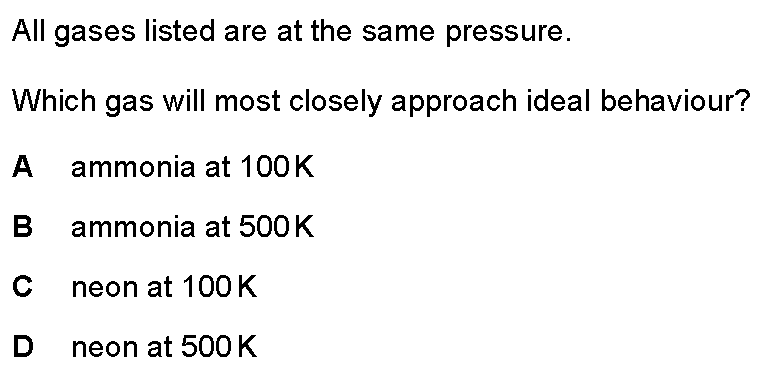 All gases listed are at the same pressure.
Which gas will most closely approach ideal behaviour?
A ammonia at 100 K
B ammonia at 500 K
C neon at 100 K
D neon at 500 K